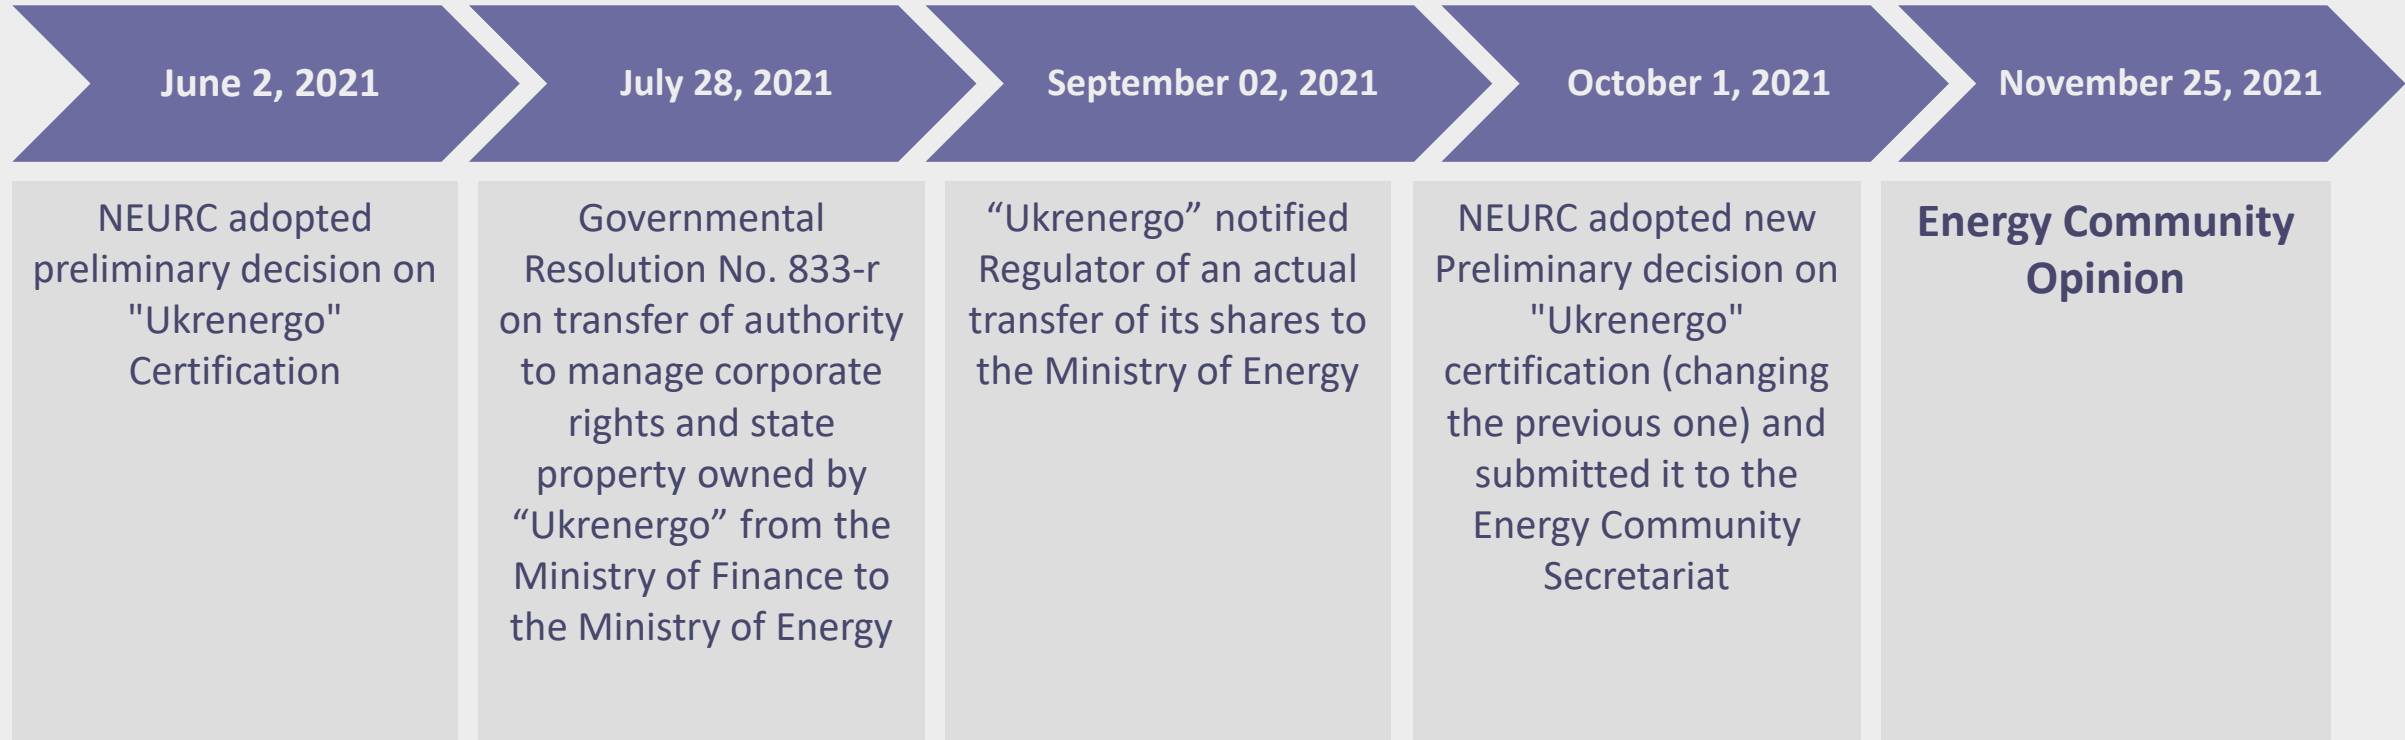 June 2, 2021
NEURC adopted
preliminary decision on
"Ukrenergo"
Certification
July 28, 2021
Governmental
Resolution No. 833-r
on transfer of authority
to manage corporate
rights and state
property owned by
“Ukrenergo” from the
Ministry of Finance to
the Ministry of Energy
September 02, 2021
“Ukrenergo” notified
Regulator of an actual
transfer of its shares to
the Ministry of Energy
October 1, 2021
NEURC adopted new
Preliminary decision on
"Ukrenergo"
certification (changing
the previous one) and
submitted it to the
Energy Community
Secretariat
November 25, 2021
Energy Community
Opinion